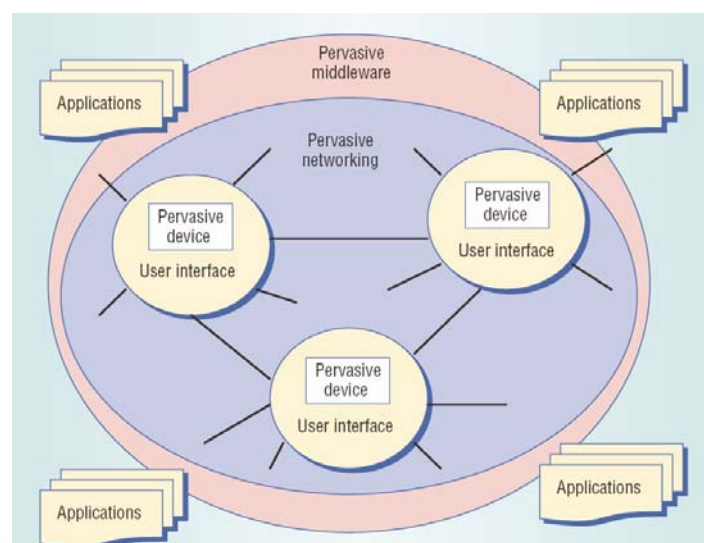 Pervasive
middleware
Applications
Applications
Pervasive
networking
Pervasive
device
User interface
Pervasive
device
User interface
Pervasive
device
User interface
Applications
Applications